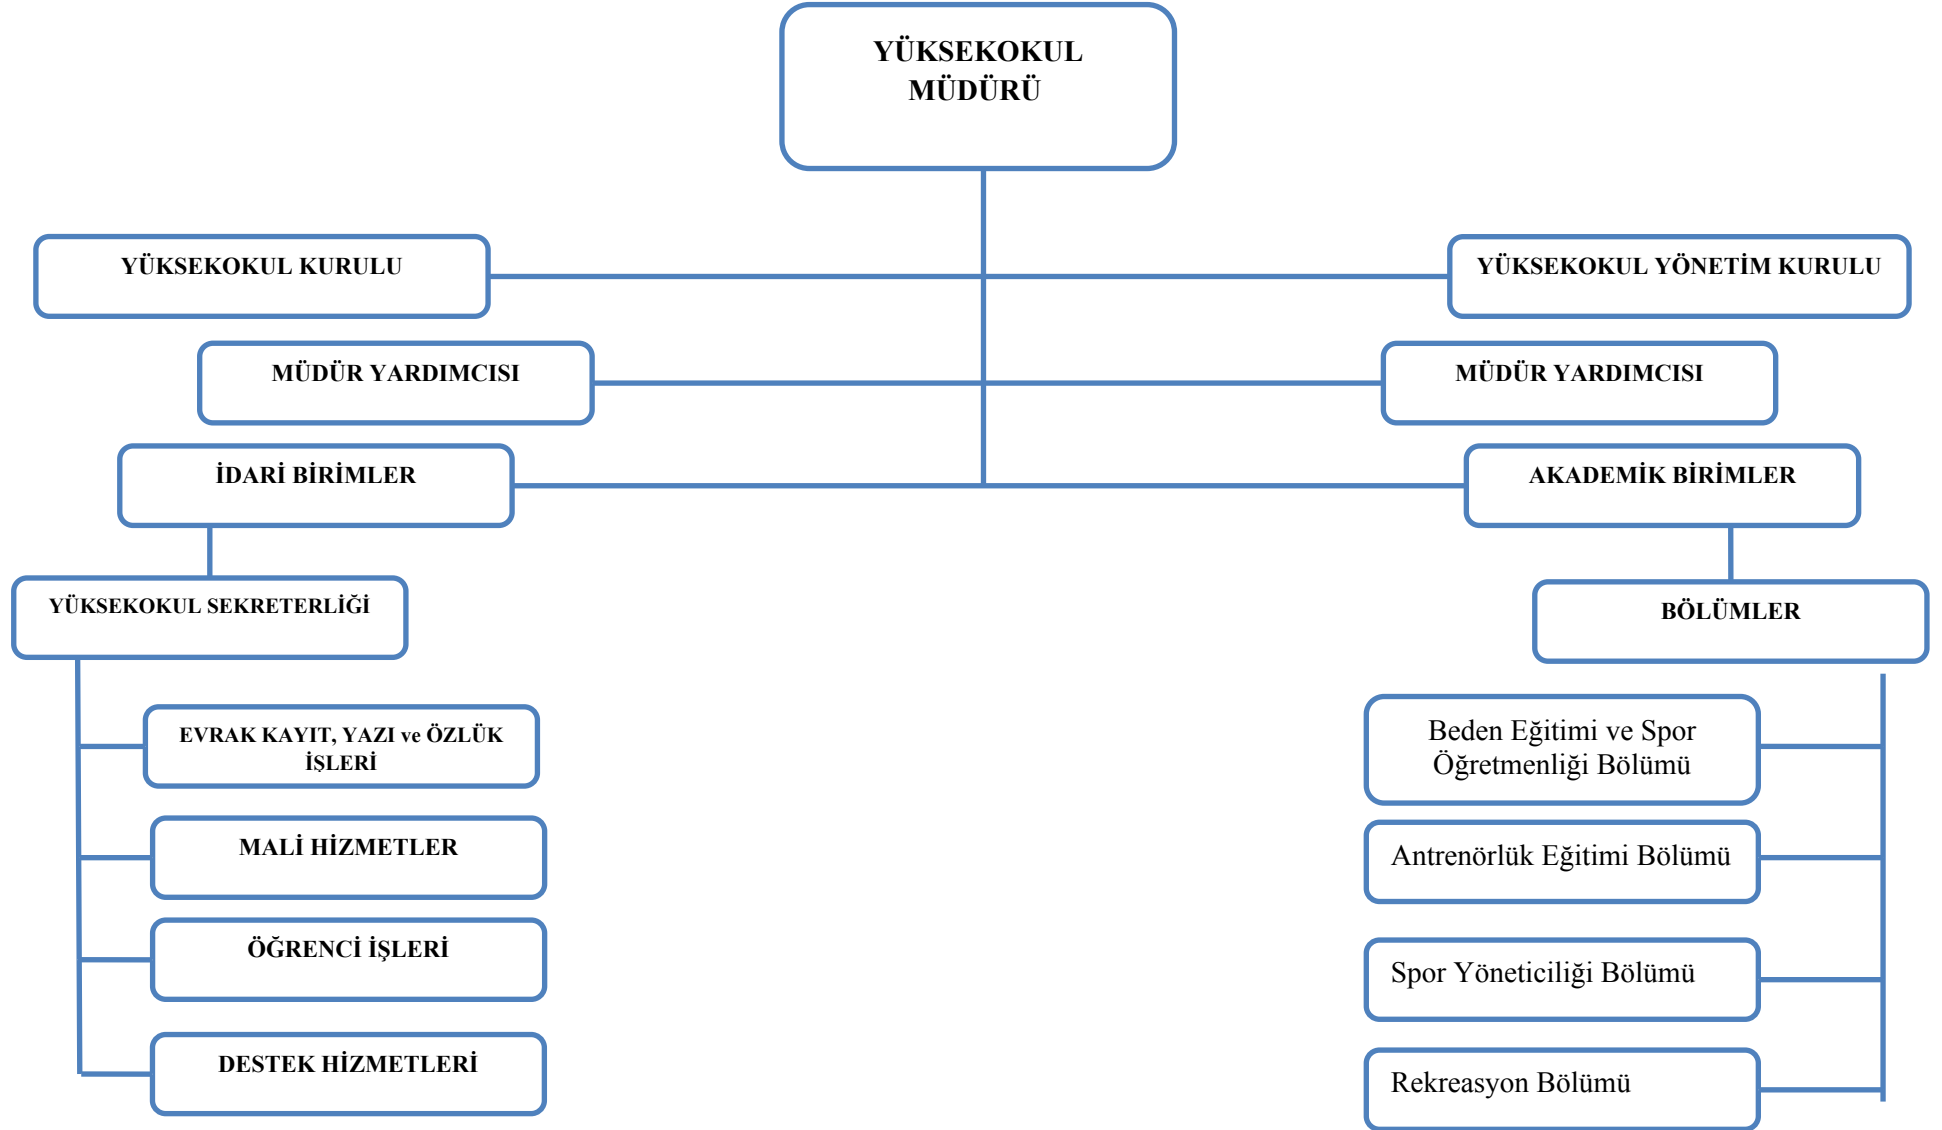 YÜKSEKOKUL
MÜDÜRÜ
YÜKSEKOKUL KURULU
YÜKSEKOKUL YÖNETİM KURULU
MÜDÜR YARDIMCISI
MÜDÜR YARDIMCISI
İDARİ BİRİMLER
AKADEMİK BİRİMLER
YÜKSEKOKUL SEKRETERLİĞİ
BÖLÜMLER
EVRAK KAYIT, YAZI ve ÖZLÜK
İŞLERİ
MALİ HİZMETLER
ÖĞRENCİ İŞLERİ
DESTEK HİZMETLERİ
Beden Eğitimi ve Spor
Öğretmenliği Bölümü
Antrenörlük Eğitimi Bölümü
Spor Yöneticiliği Bölümü
Rekreasyon Bölümü